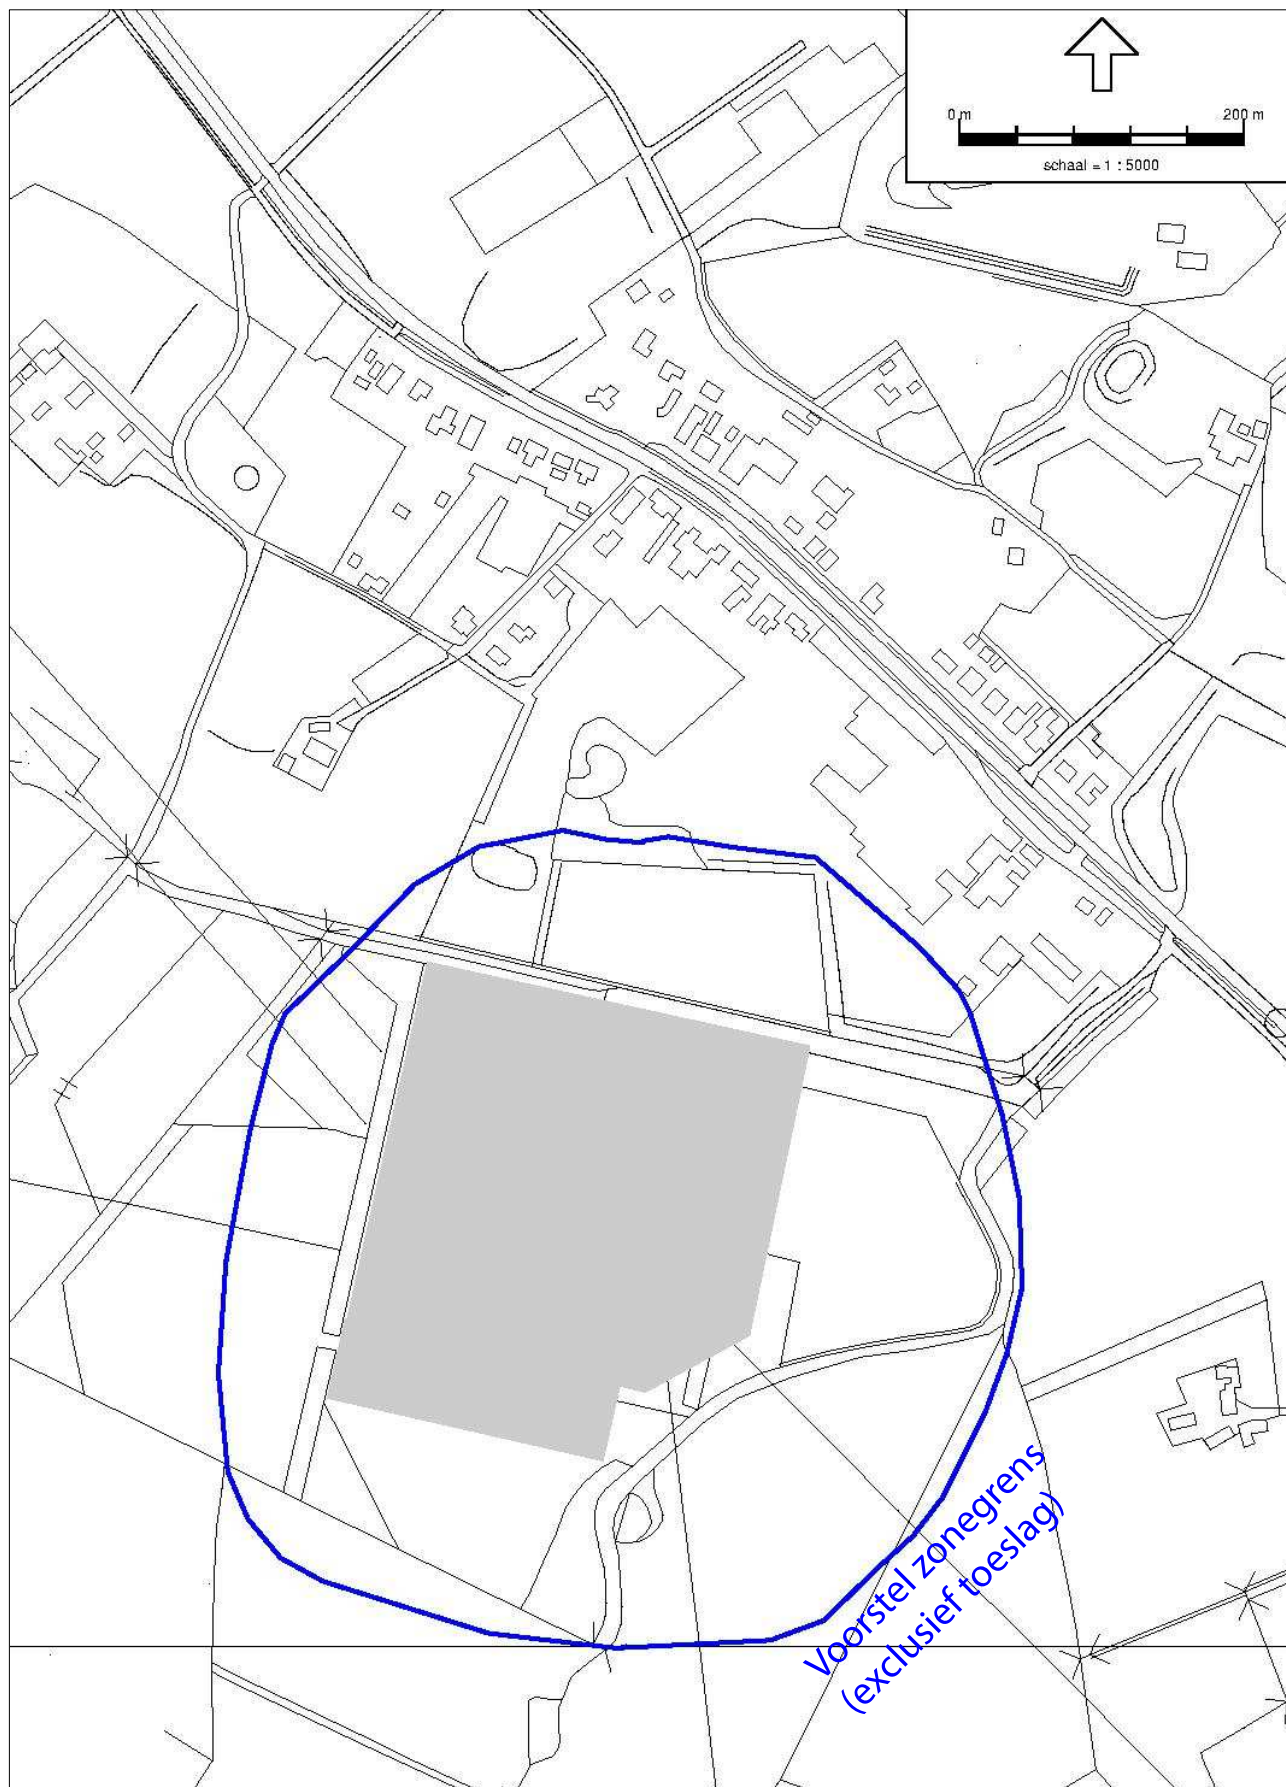 0 m 200 m
schaal = 1 : 5000
Voorstel zonegrens
(exclusief toeslag)